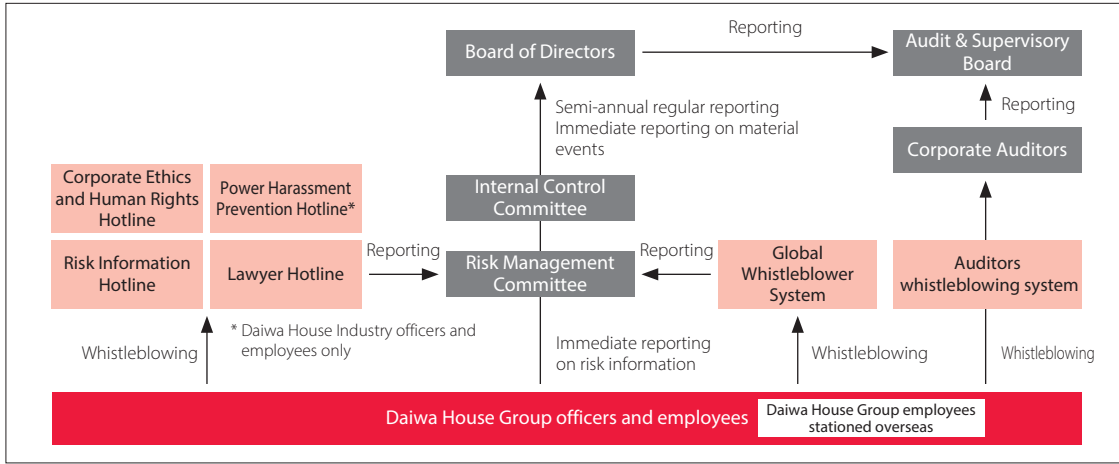 Board of Directors
Reporting
Audit & Supervisory
Board
Semi-annual regular reporting
Immediate reporting on material
events
Reporting
Corporate Auditors
Corporate Ethics
and Human Rights
Hotline
Power Harassment
Prevention Hotline*
Internal Control
Committee
Risk Information
Hotline
Lawyer Hotline
Reporting
Risk Management
Committee
Reporting
Global
Whistleblower
System
Auditors
whistleblowing system
* Daiwa House Industry officers and
employees only
Whistleblowing
Immediate reporting
on risk information
Whistleblowing
Whistleblowing
Daiwa House Group officers and employees
Daiwa House Group employees
stationed overseas